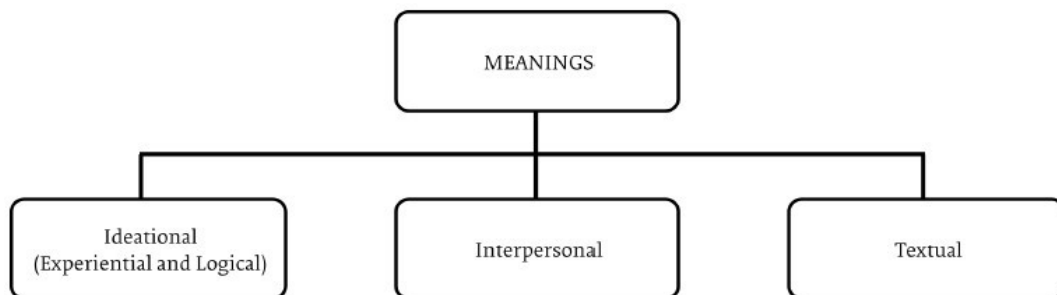 MEANINGS
Ideational
(Experiential and Logical)
Interpersonal
Textual